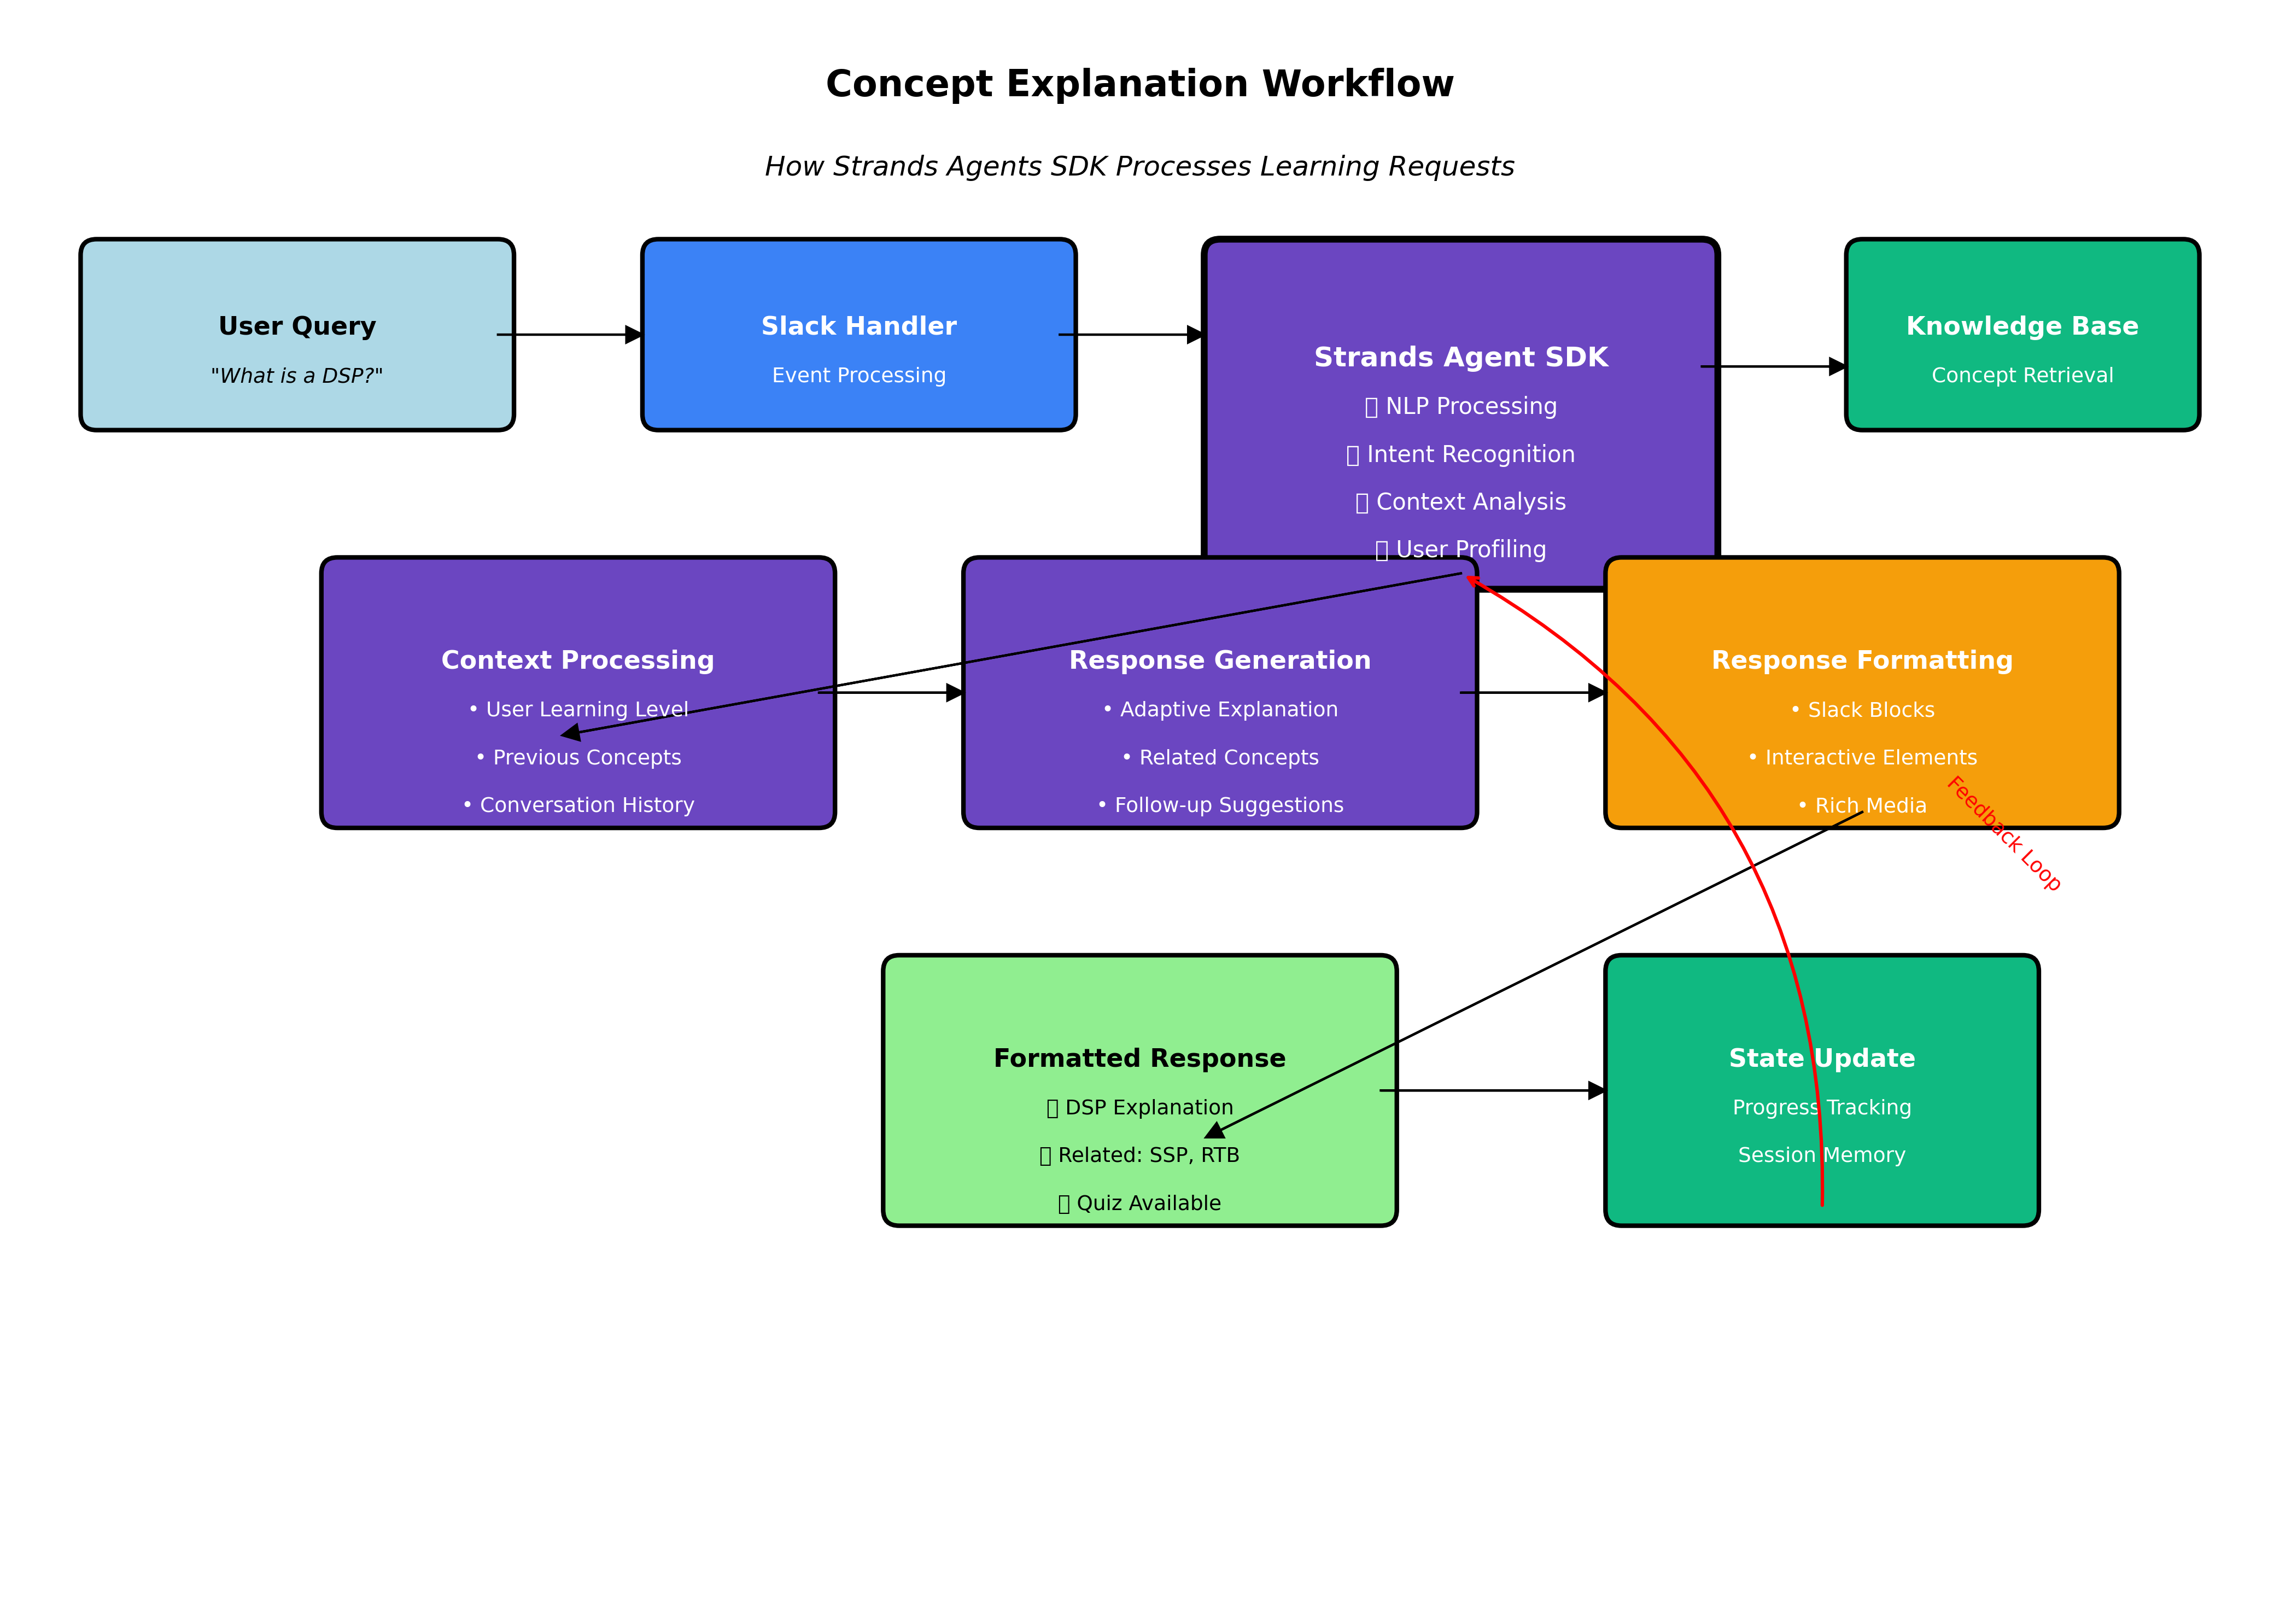 Concept Explanation Workflow
How Strands Agents SDK Processes Learning Requests
User Query
"What is a DSP?"
Slack Handler
Event Processing
Strands Agent SDK
▯ NLP Processing
▯ Intent Recognition
▯ Context Analysis
▯ User Profiling
Knowledge Base
Concept Retrieval
Context Processing
• User Learning Level
• Previous Concepts
• Conversation History
Response Generation
• Adaptive Explanation
• Related Concepts
• Follow-up Suggestions
Response Formatting
• Slack Blocks
• Interactive Elements
• Rich Media
Feedback Loop
Formatted Response
▯ DSP Explanation
▯ Related: SSP, RTB
▯ Quiz Available
State Update
Progress Tracking
Session Memory